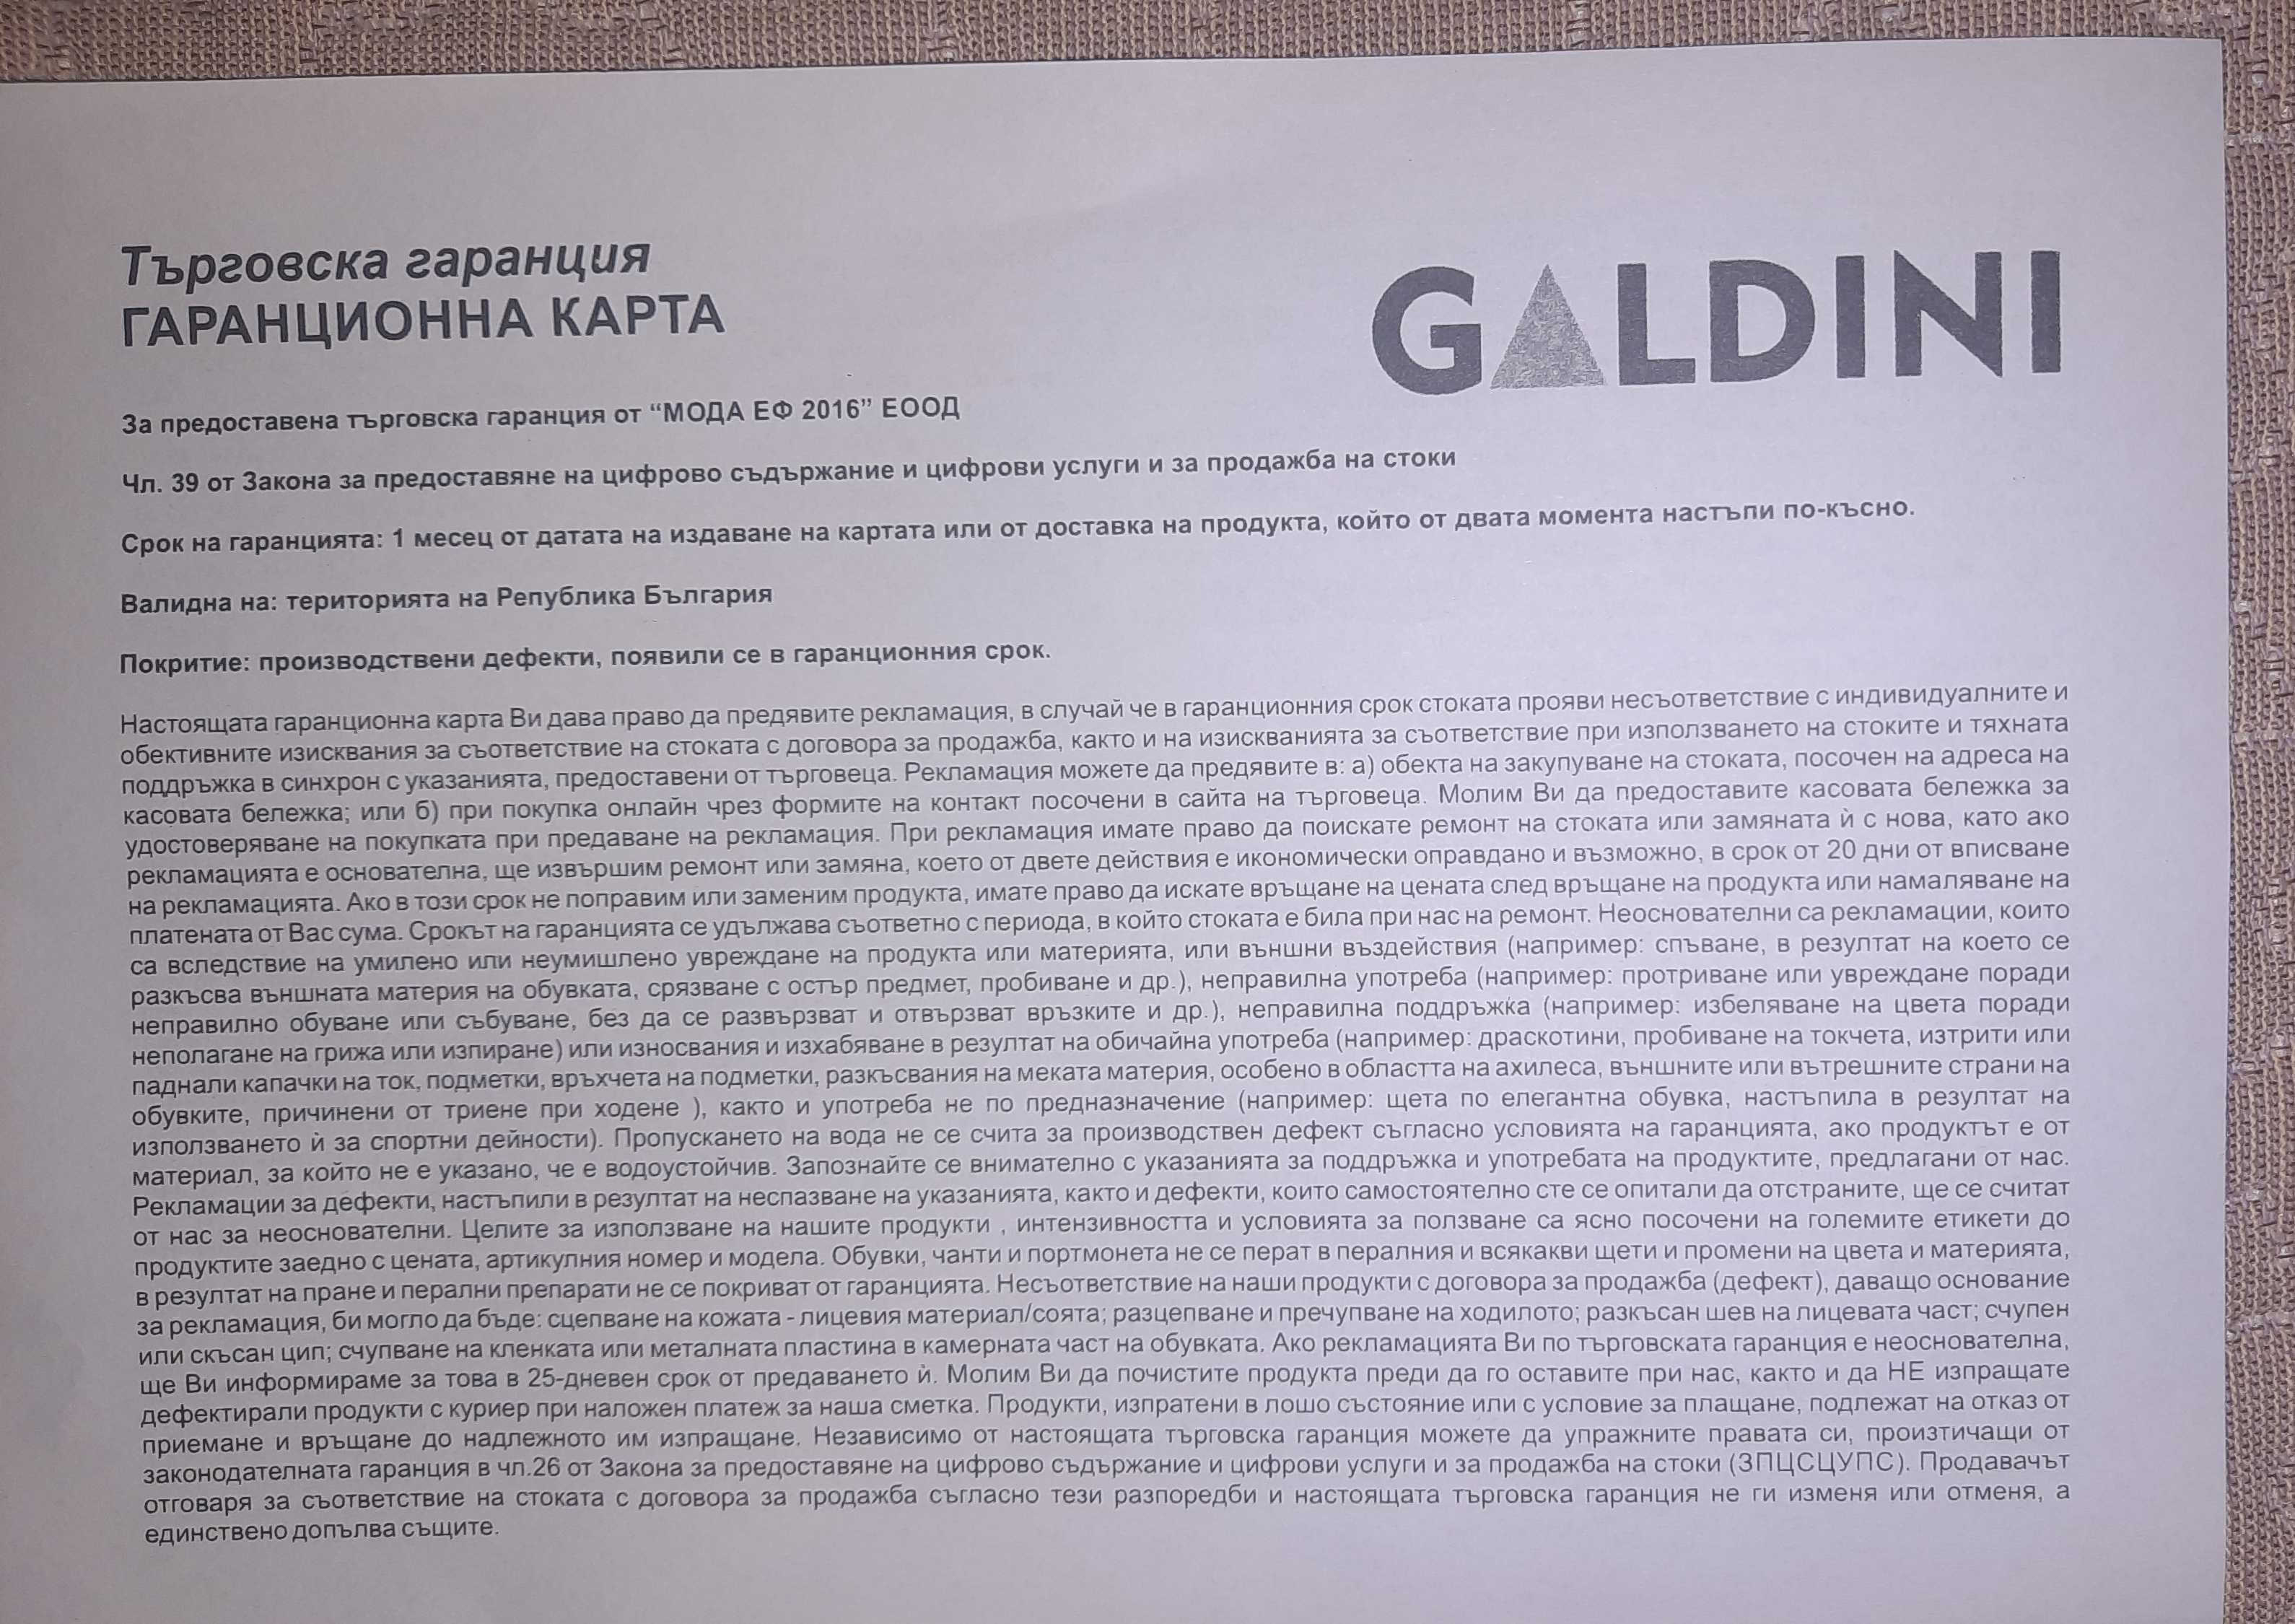 Търговска гаранция
ГАРАНЦИОННА КАРТА
GALDINI
За предоставена търговска гаранция от “МОДА ЕФ 2016” ЕООД
Чл. 39 от Закона за предоставяне на цифрово съдържание и цифрови услуги и за продажба на стоки
Срок на гаранцията: 1 месец от датата на издаване на картата или от доставка на продукта, който от двата момента настъпи по-късно.
Валидна на: територията на Република България
Покритие: производствени дефекти, появили се в гаранционния срок.
Настоящата гаранционна карта Ви дава право да предявите рекламация, в случай че в гаранционния срок стоката прояви несъответствие с индивидуалните и
обективните изисквания за съответствие на стоката с договора за продажба, както и на изискванията за съответствие при използването на стоките и тяхната
поддръжка в синхрон с указанията, предоставени от търговеца. Рекламация можете да предявите в: а) обекта на закупуване на стоката, посочен на адреса на
касовата бележка; или б) при покупка онлайн чрез формите на контакт посочени в сайта на търговеца. Молим Ви да предоставите касовата бележка за
удостоверяване на покупката при предаване на рекламация. При рекламация имате право да поискате ремонт на стоката или замяната ѝ с нова, като ако
рекламацията е основателна, ще извършим ремонт или замяна, което от двете действия е икономически оправдано и възможно, в срок от 20 дни от вписване
на рекламацията. Ако в този срок не поправим или заменим продукта, имате право да искате връщане на цената след връщане на продукта или намаляване на
платената от Вас сума. Срокът на гаранцията се удължава съответно с периода, в който стоката е била при нас на ремонт. Неоснователни са рекламации, които
са вследствие на умилено или неумишлено увреждане на продукта или материята, или външни въздействия (например: спъване, в резултат на което се
разкъсва външната материя на обувката, срязване с остър предмет, пробиване и др.), неправилна употреба (например: протриване или увреждане поради
неправилно обуване или събуване, без да се развързват и отвързват връзките и др.), неправилна поддръжка (например: избеляване на цвета поради
неполагане на грижа или изпиране) или износвания и изхабяване в резултат на обичайна употреба (например: драскотини, пробиване на токчета, изтрити или
паднали капачки на ток, подметки, връхчета на подметки, разкъсвания на меката материя, особено в областта на ахилеса, външните или вътрешните страни на
обувките, причинени от триене при ходене ), както и употреба не по предназначение (например: щета по елегантна обувка, настъпила в резултат на
използването ѝ за спортни дейности). Пропускането на вода не се счита за производствен дефект съгласно условията на гаранцията, ако продуктът е от
материал, за който не е указано, че е водоустойчив. Запознайте се внимателно с указанията за поддръжка и употребата на продуктите, предлагани от нас.
Рекламации за дефекти, настъпили в резултат на неспазване на указанията, както и дефекти, които самостоятелно сте се опитали да отстраните, ще се считат
от нас за неоснователни. Целите за използване на нашите продукти , интензивността и условията за ползване са ясно посочени на големите етикети до
продуктите заедно с цената, артикулния номер и модела. Обувки, чанти и портмонета не се перат в пералния и всякакви щети и промени на цвета и материята,
в резултат на пране и перални препарати не се покриват от гаранцията. Несъответствие на наши продукти с договора за продажба (дефект), даващо основание
за рекламация, би могло да бъде: сцепване на кожата - лицевия материал/соята; разцепване и пречупване на ходилото; разкъсан шев на лицевата част; счупен
или скъсан цип; счупване на кленката или металната пластина в камерната част на обувката. Ако рекламацията Ви по търговската гаранция е неоснователна,
ще Ви информираме за това в 25-дневен срок от предаването ѝ. Молим Ви да почистите продукта преди да го оставите при нас, както и да НЕ изпращате
дефектирали продукти с куриер при наложен платеж за наша сметка. Продукти, изпратени в лошо състояние или с условие за плащане, подлежат на отказ от
приемане и връщане до надлежното им изпращане. Независимо от настоящата търговска гаранция можете да упражните правата си, произтичащи от
законодателната гаранция в чл.26 от Закона за предоставяне на цифрово съдържание и цифрови услуги и за продажба на стоки (ЗПЦСЦУПС). Продавачът
отговаря за съответствие на стоката с договора за продажба съгласно тези разпоредби и настоящата търговска гаранция не ги изменя или отменя, а
единствено допълва същите.